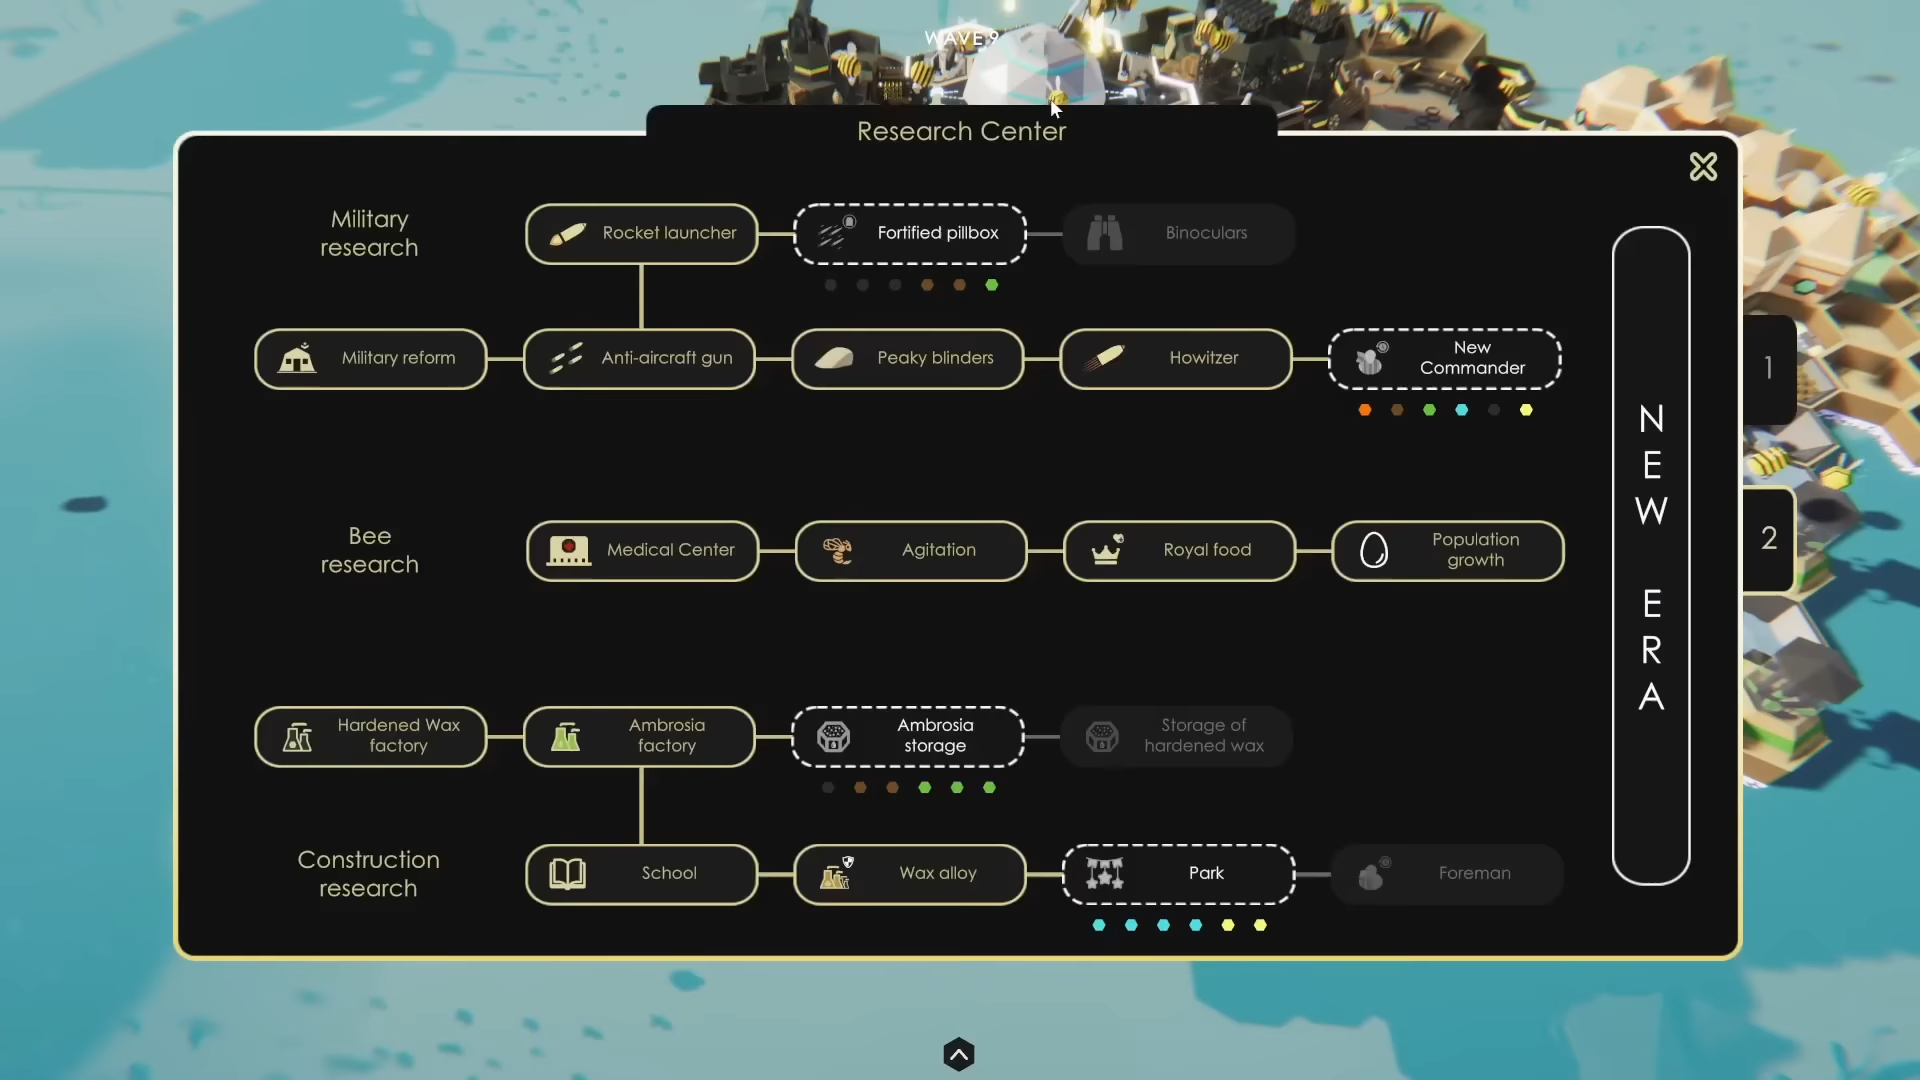 WAVE 9
Research Center
Military
research
Rocket launcher
Fortified pillbox
Binoculars
Military reform
Anti-aircraft gun
Peaky blinders
Howitzer
New
Commander
Bee
research
Medical Center
Agitation
Royal food
Population
growth
Hardened Wax
factory
Ambrosia
factory
Ambrosia
storage
Storage of
hardened wax
Construction
research
School
Wax alloy
Park
Foreman
NEW ERA
1
2